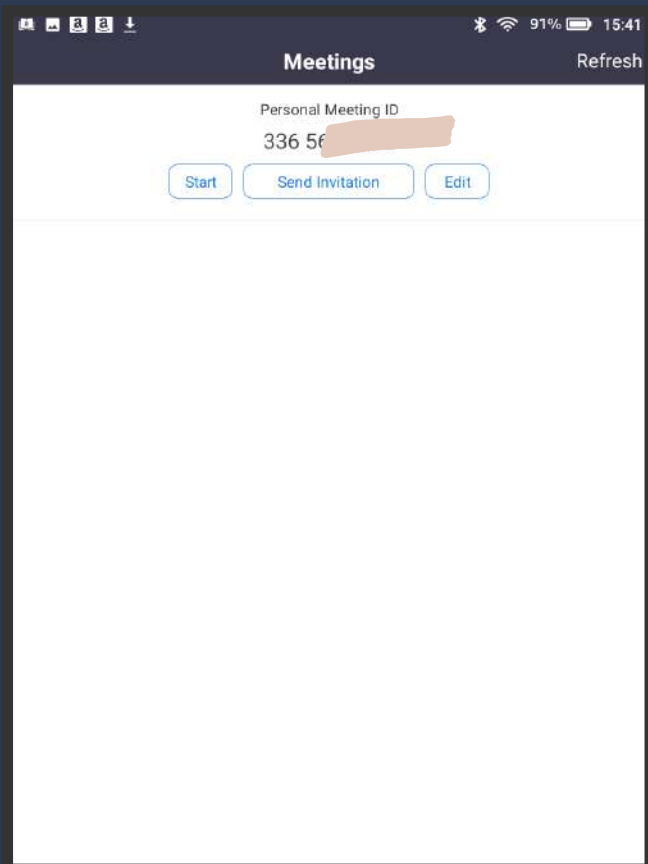 91% 15:41
Meetings Refresh
Personal Meeting ID
336 56
Start Send Invitation Edit